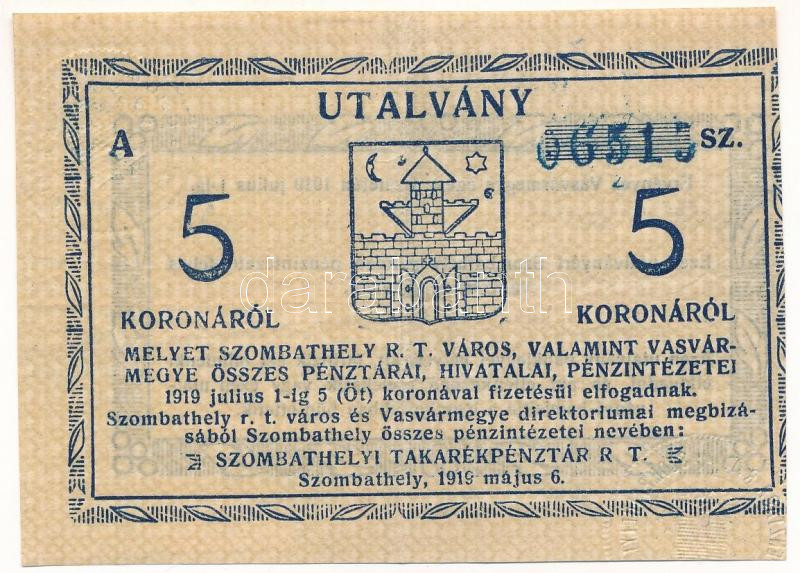 UTALVÁNY
A 06515 SZ.
5 5
KORONÁRÓL KORONÁRÓL
MELYET SZOMBATHELY R. T. VÁROS, VALAMINT VASVÁR-
MEGYE ÖSSZES PÉNZTÁRAI, HIVATALAI, PÉNZINTÉZETEI
1919 julius 1-ig 5 (Öt) koronával fizetésül elfogadnak.
Szombathely r. t. város és Vasvármegye direktoriumai megbizá-
sából Szombathely összes pénzintézetei nevében:
SZOMBATHELYI TAKARÉKPÉNZTÁR R T.
Szombathely, 1919 május 6.
darabanth